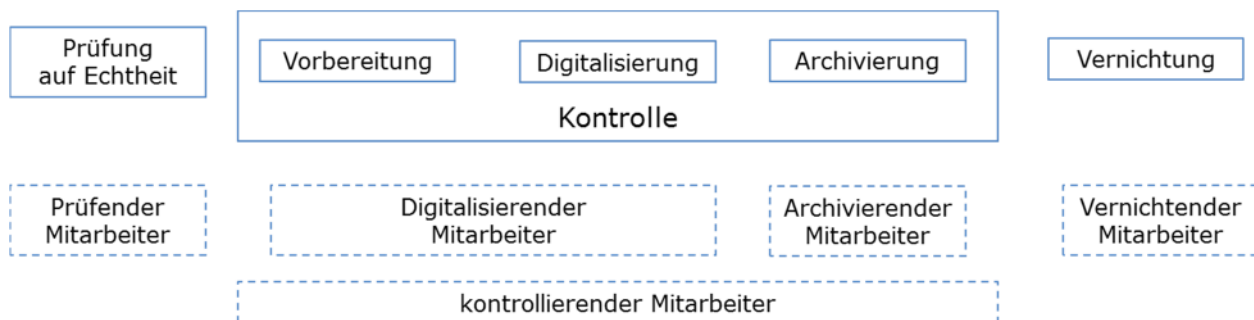 Prüfung
auf Echtheit
Vorbereitung
Digitalisierung
Archivierung
Kontrolle
Vernichtung
Prüfender
Mitarbeiter
Digitalisierender
Mitarbeiter
Archivierender
Mitarbeiter
Vernichtender
Mitarbeiter
kontrollierender Mitarbeiter